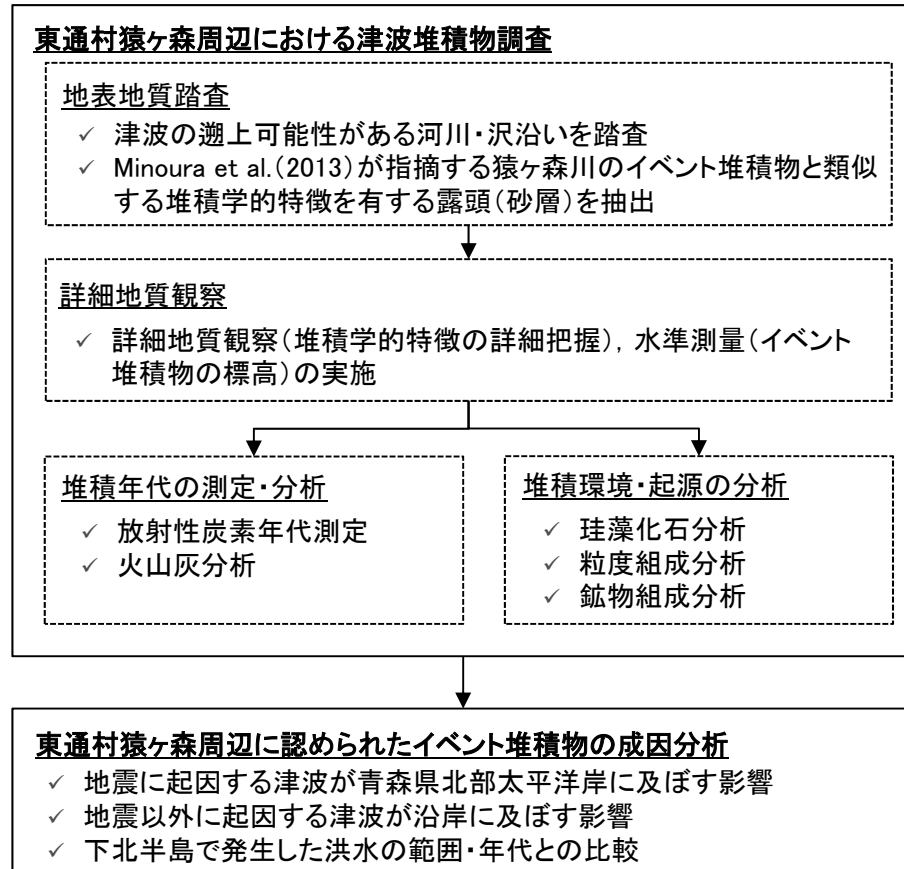 東通村猿ヶ森周辺における津波堆積物調査
地表地質踏査
✓ 津波の遡上可能性がある河川・沢沿いを踏査
✓ Minoura et al.(2013)が指摘する猿ヶ森川のイベント堆積物と類似
する堆積学的特徴を有する露頭(砂層)を抽出
詳細地質観察
✓ 詳細地質観察(堆積学的特徴の詳細把握), 水準測量(イベント
堆積物の標高)の実施
堆積年代の測定・分析
✓ 放射性炭素年代測定
✓ 火山灰分析
堆積環境・起源の分析
✓ 珪藻化石分析
✓ 粒度組成分析
✓ 鉱物組成分析
東通村猿ヶ森周辺に認められたイベント堆積物の成因分析
✓ 地震に起因する津波が青森県北部太平洋岸に及ぼす影響
✓ 地震以外に起因する津波が沿岸に及ぼす影響
✓ 下北半島で発生した洪水の範囲・年代との比較